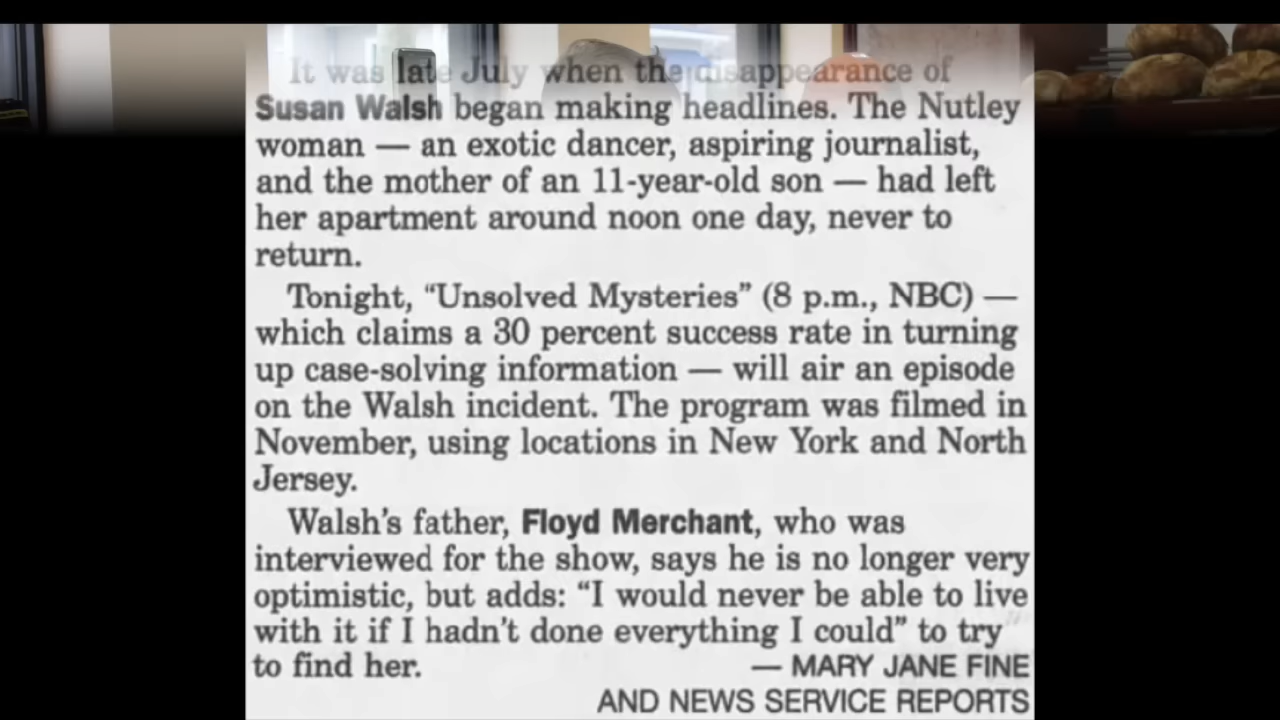 It was late July when the disappearance of
Susan Walsh began making headlines. The Nutley
woman — an exotic dancer, aspiring journalist,
and the mother of an 11-year-old son — had left
her apartment around noon one day, never to
return.
Tonight, “Unsolved Mysteries” (8 p.m., NBC) —
which claims a 30 percent success rate in turning
up case-solving information — will air an episode
on the Walsh incident. The program was filmed in
November, using locations in New York and North
Jersey.
Walsh’s father, Floyd Merchant, who was
interviewed for the show, says he is no longer very
optimistic, but adds: “I would never be able to live
with it if I hadn’t done everything I could” to try
to find her. — MARY JANE FINE
AND NEWS SERVICE REPORTS